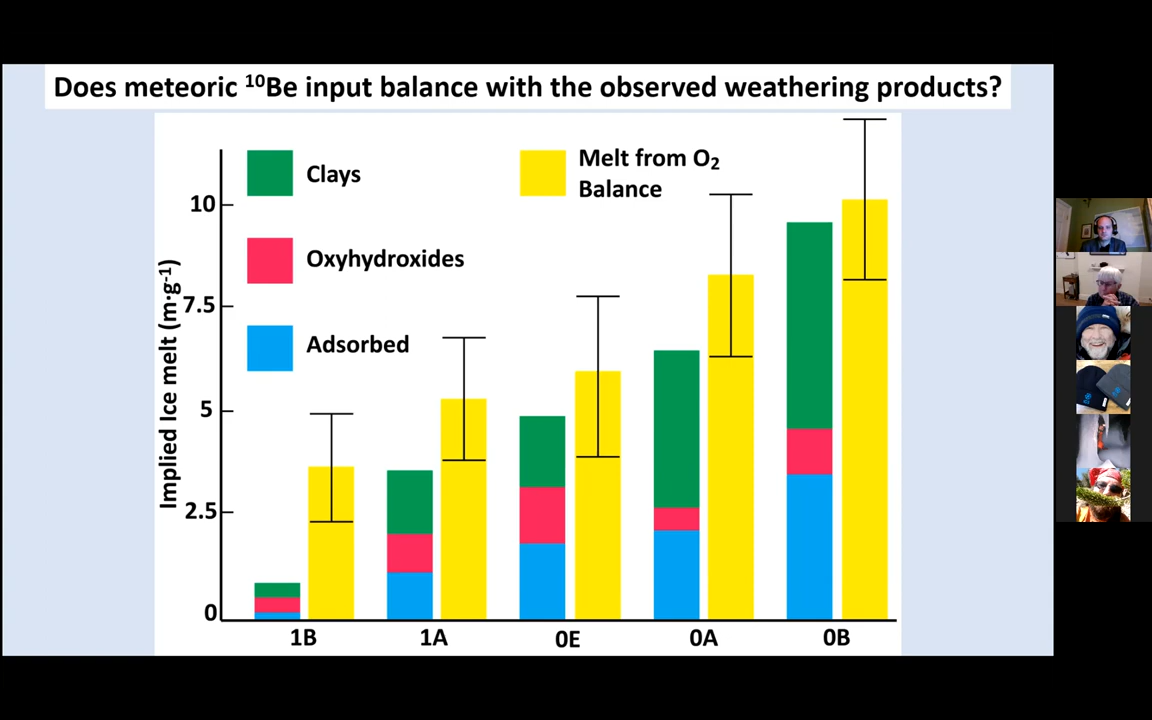 Does meteoric ¹⁰Be input balance with the observed weathering products?
Clays
Melt from O₂
Balance
Oxyhydroxides
Adsorbed
Implied Ice melt (m·g⁻¹)
10
7.5
5
2.5
0
1B
1A
0E
0A
0B